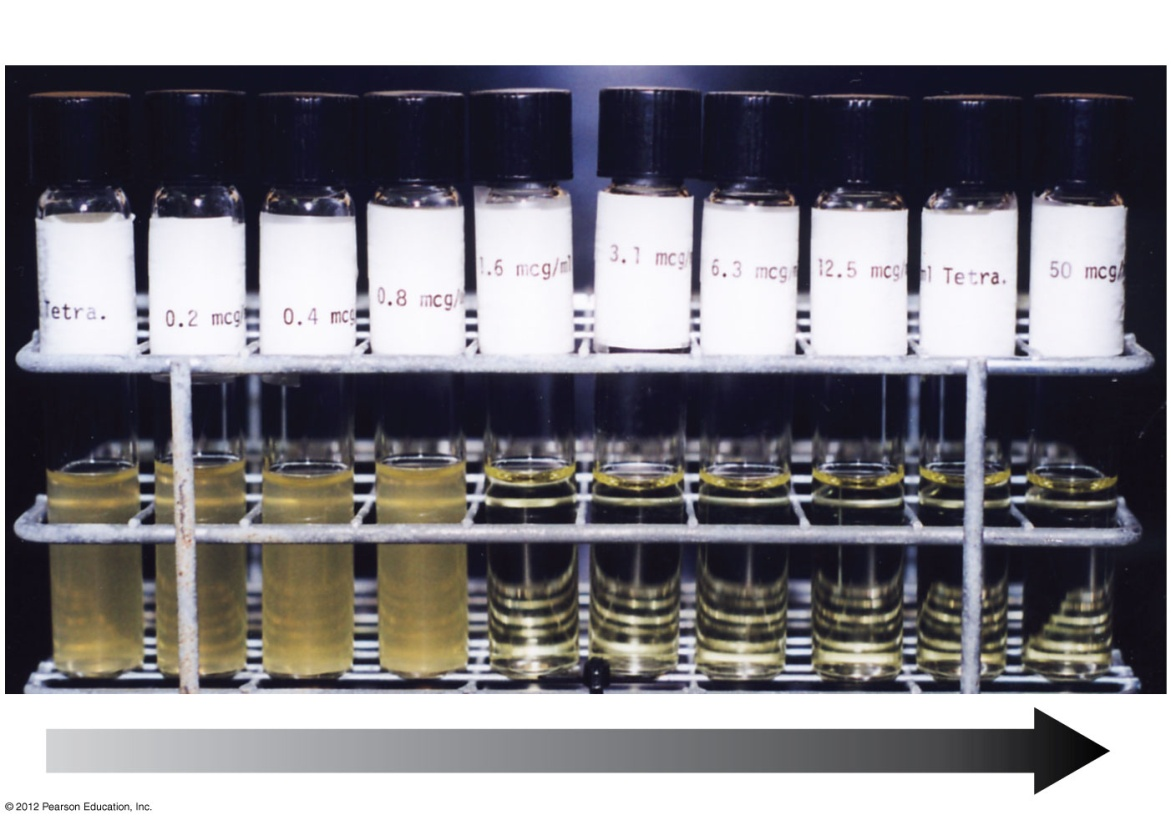 Tetra.
0.2 mcg/
0.4 mcg
0.8 mcg/
1.6 mcg/ml
3.1 mcg/
6.3 mcg/
12.5 mcg/
ml Tetra.
50 mcg/
© 2012 Pearson Education, Inc.